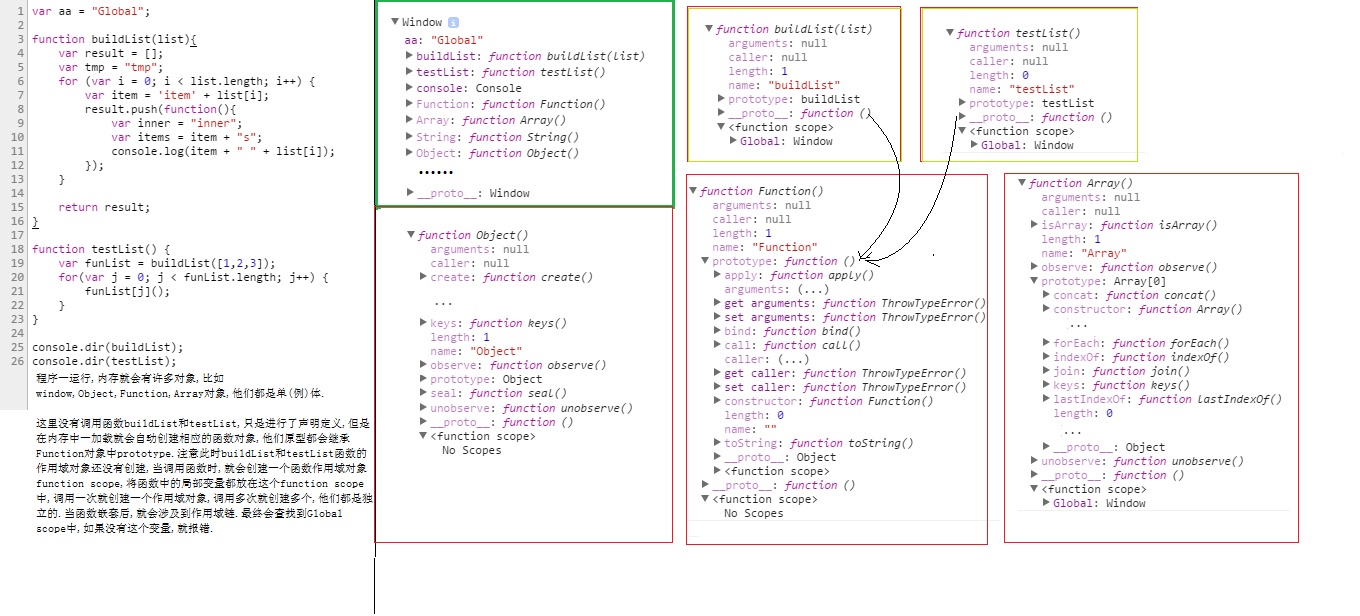 1 var aa = "Global";
2
3 function buildList(list){
4 var result = [];
5 var tmp = "tmp";
6 for (var i = 0; i < list.length; i++) {
7 var item = 'item' + list[i];
8 result.push(function(){
9 var inner = "inner";
10 var items = item + "s";
11 console.log(item + " " + list[i]);
12 });
13 }
14
15 return result;
16 }
17
18 function testList() {
19 var funList = buildList([1,2,3]);
20 for(var j = 0; j < funList.length; j++) {
21 funList[j]();
22 }
23 }
24
25 console.dir(buildList);
26 console.dir(testList);
程序一运行,内存就会有许多对象,比如
window,Object,Function,Array对象,他们都是单(例)体.
这里没有调用函数buildList和testList,只是进行了声明定义,但是
在内存中一加载就会自动创建相应的函数对象,他们原型都会继承
Function对象中prototype.注意此时buildList和testList函数的
作用域对象还没有创建,当调用函数时,就会创建一个函数作用域对象
function scope,将函数中的局部变量都放在这个function scope
中,调用一次就创建一个作用域对象,调用多次就创建多个,他们都是独
立的.当函数嵌套后,就会涉及到作用域链.最终会查找到Global
scope中,如果没有这个变量,就报错.
▼Window i
aa: "Global"
▶buildList: function buildList(list)
▶testList: function testList()
▶console: Console
▶Function: function Function()
▶Array: function Array()
▶String: function String()
▶Object: function Object()
••••••
▶__proto__: Window
▼function Object()
arguments: null
caller: null
▶create: function create()
...
▶keys: function keys()
length: 1
name: "Object"
▶observe: function observe()
▶prototype: Object
▶seal: function seal()
▶unobserve: function unobserve()
▶__proto__: function ()
▼<function scope>
No Scopes
▼function buildList(list)
arguments: null
caller: null
length: 1
name: "buildList"
▶prototype: buildList
▶__proto__: function ()
▼<function scope>
▶Global: Window
▼function testList()
arguments: null
caller: null
length: 0
name: "testList"
▶prototype: testList
▶__proto__: function ()
▼<function scope>
▶Global: Window
▼function Function()
arguments: null
caller: null
length: 1
name: "Function"
▼prototype: function ()
▶apply: function apply()
arguments: (...)
▶get arguments: function ThrowTypeError()
▶set arguments: function ThrowTypeError()
▶bind: function bind()
▶call: function call()
caller: (...)
▶get caller: function ThrowTypeError()
▶set caller: function ThrowTypeError()
▶constructor: function Function()
length: 0
name: ""
▶toString: function toString()
▶__proto__: Object
▶<function scope>
▶__proto__: function ()
▼<function scope>
No Scopes
▼function Array()
arguments: null
caller: null
▶isArray: function isArray()
length: 1
name: "Array"
▶observe: function observe()
▼prototype: Array[0]
▶concat: function concat()
▶constructor: function Array()
...
▶forEach: function forEach()
▶indexOf: function indexOf()
▶join: function join()
▶keys: function keys()
▶lastIndexOf: function lastIndexOf()
length: 0
...
▶__proto__: Object
▶unobserve: function unobserve()
▶__proto__: function ()
▼<function scope>
▶Global: Window